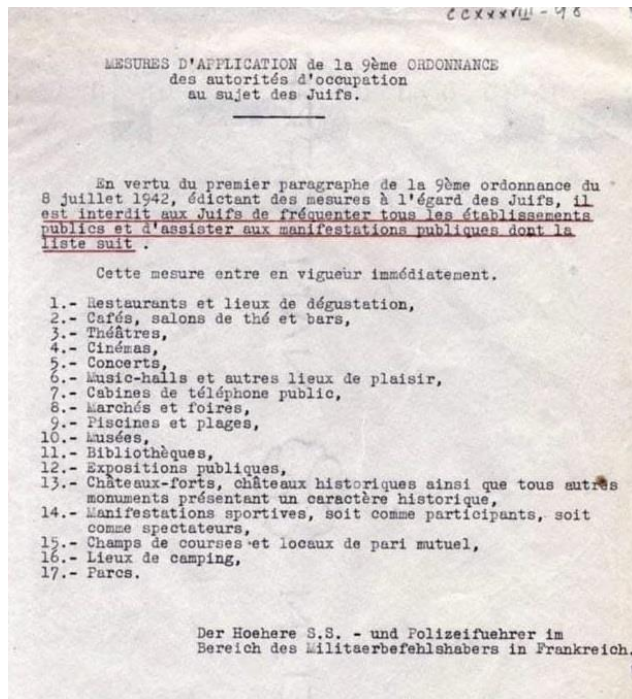 CCXXXVIII - 98
MESURES D'APPLICATION de la 9ème ORDONNANCE
des autorités d'occupation
au sujet des Juifs.
En vertu du premier paragraphe de la 9ème ordonnance du
8 juillet 1942, édictant des mesures à l'égard des Juifs, il
est interdit aux Juifs de fréquenter tous les établissements
publics et d'assister aux manifestations publiques dont la
liste suit .
Cette mesure entre en vigueur immédiatement.
1.- Restaurants et lieux de dégustation,
2.- Cafés, salons de thé et bars,
3.- Théâtres,
4.- Cinémas,
5.- Concerts,
6.- Music-halls et autres lieux de plaisir,
7.- Cabines de téléphone public,
8.- Marchés et foires,
9.- Piscines et plages,
10.- Musées,
11.- Bibliothèques,
12.- Expositions publiques,
13.- Châteaux-forts, châteaux historiques ainsi que tous autres
monuments présentant un caractère historique,
14.- Manifestations sportives, soit comme participants, soit
comme spectateurs,
15.- Champs de courses et locaux de pari mutuel,
16.- Lieux de camping,
17.- Parcs.
Der Hoehere S.S. - und Polizeifuehrer im
Bereich des Militaerbefehlshabers in Frankreich.